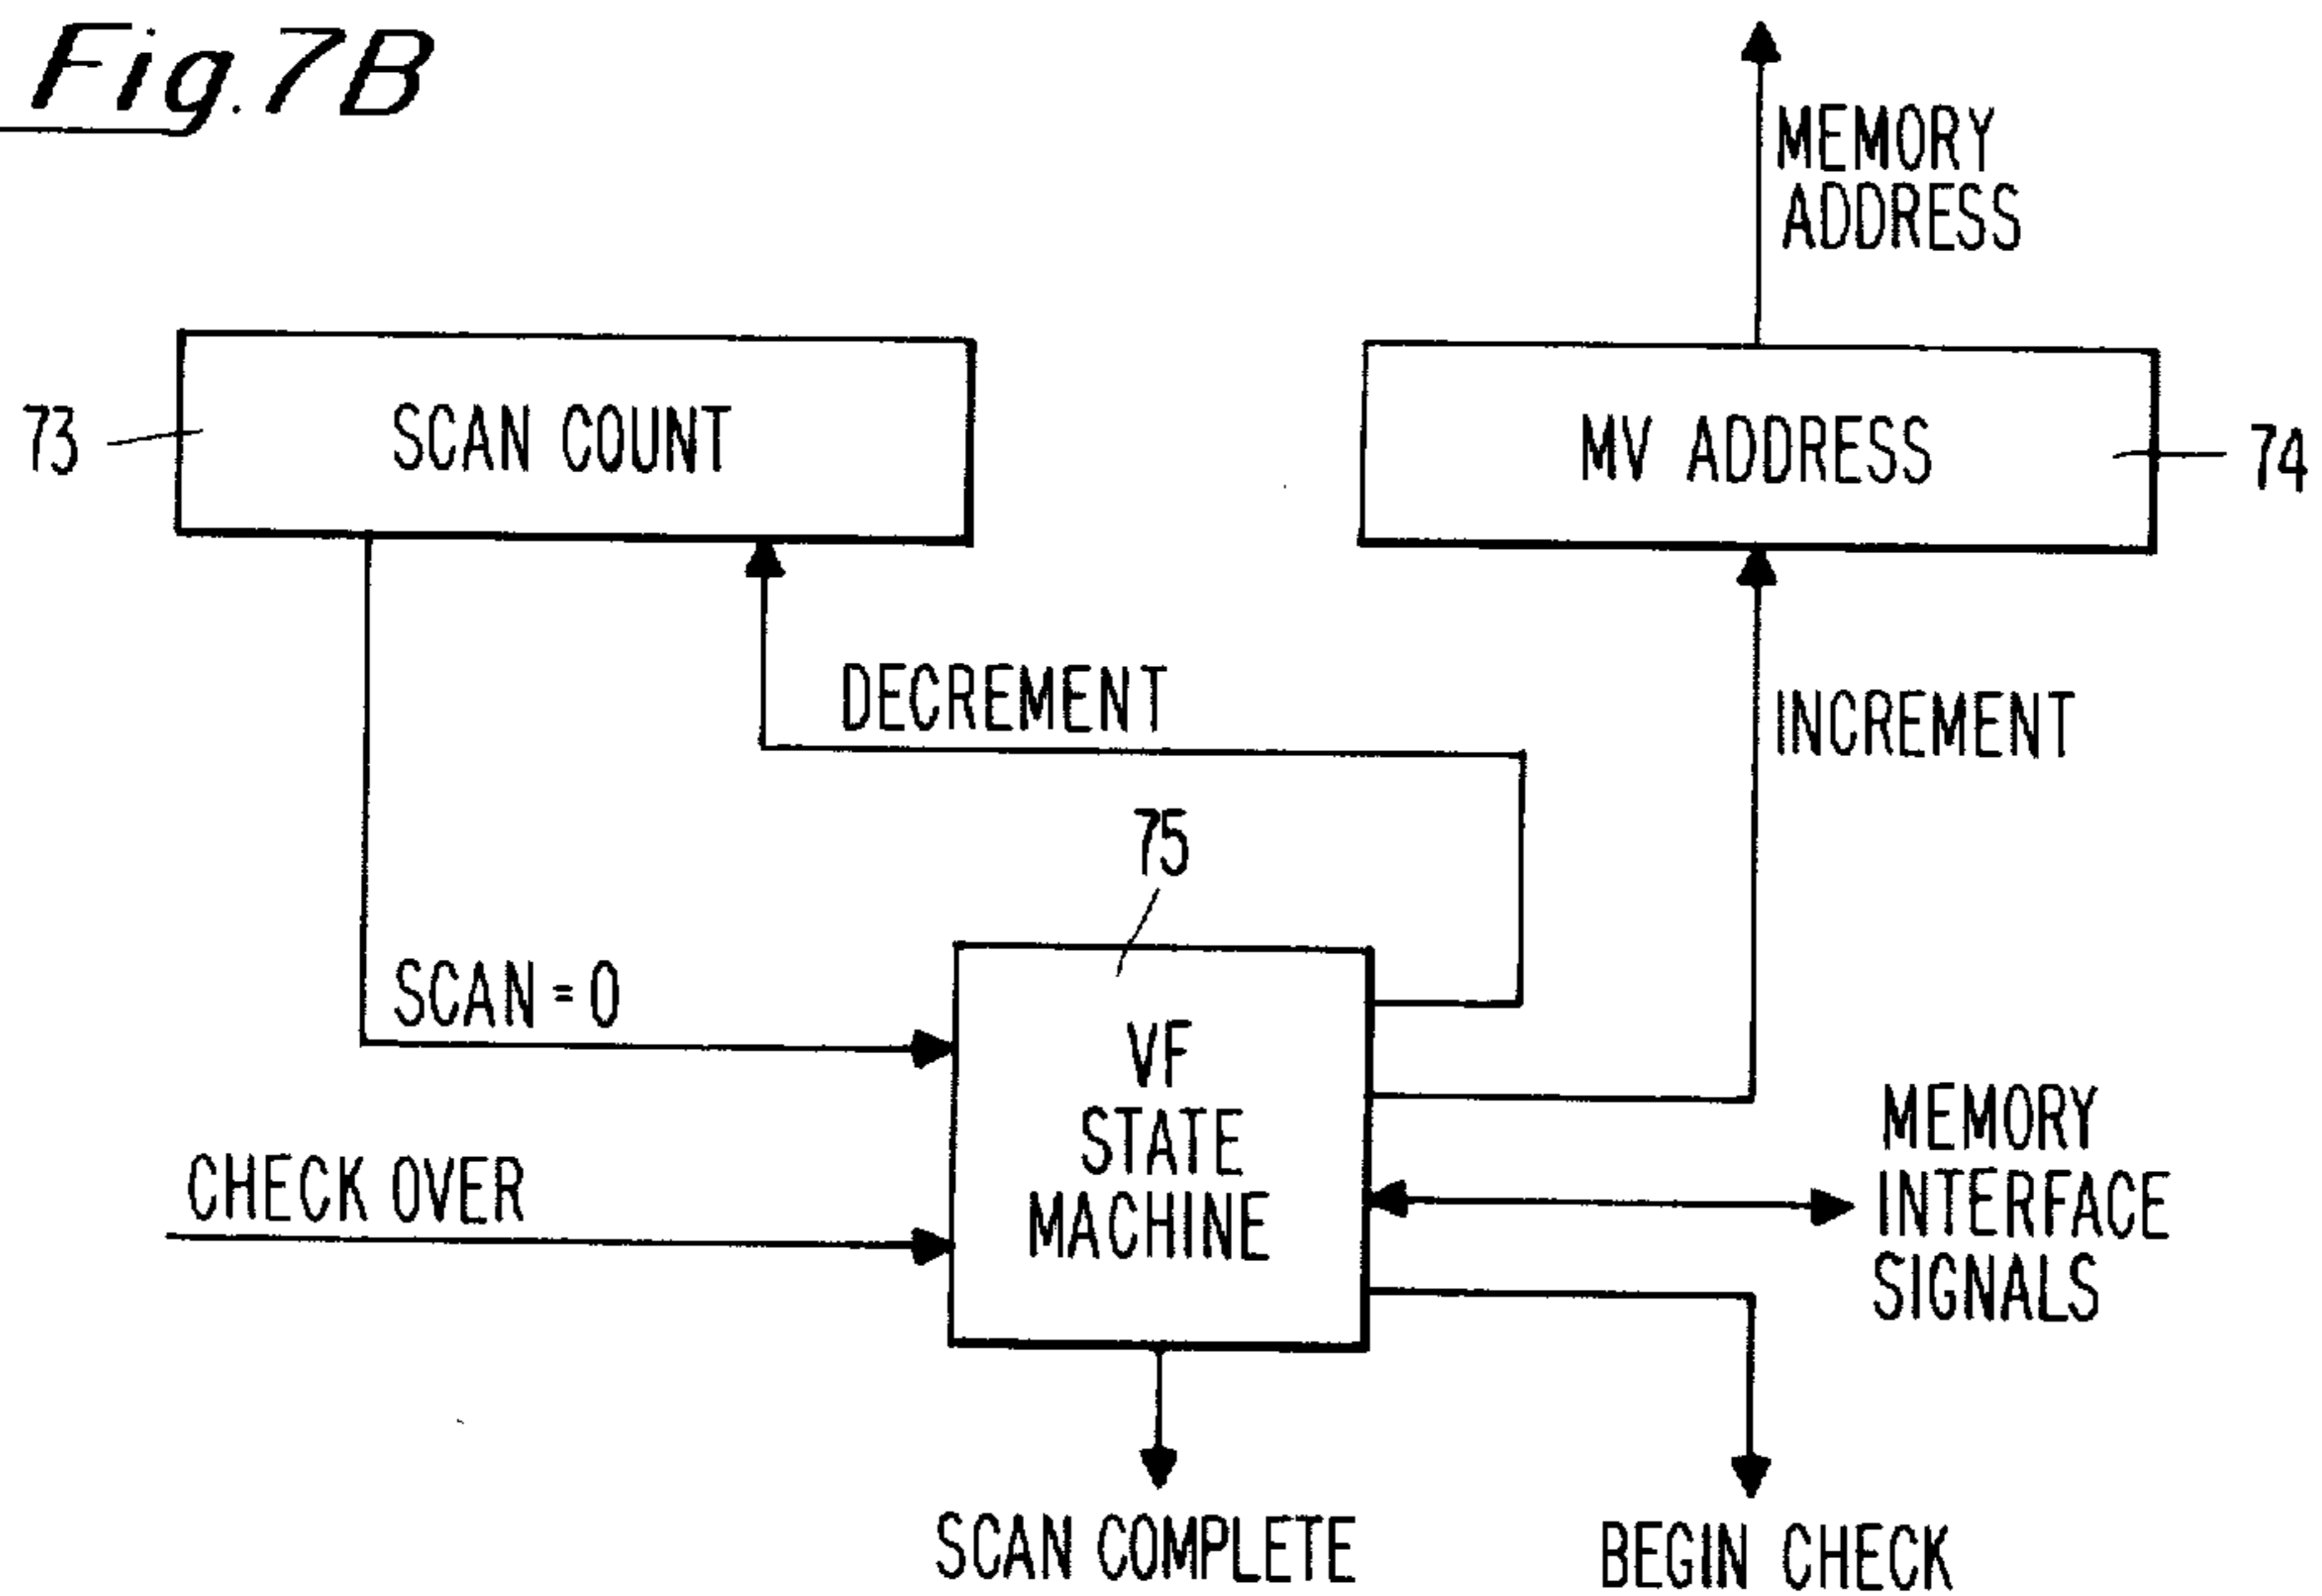 Fig. 7B
MEMORY
ADDRESS
73
SCAN COUNT
MV ADDRESS
74
DECREMENT
INCREMENT
75
SCAN = 0
VF
STATE
MACHINE
CHECK OVER
MEMORY
INTERFACE
SIGNALS
SCAN COMPLETE
BEGIN CHECK